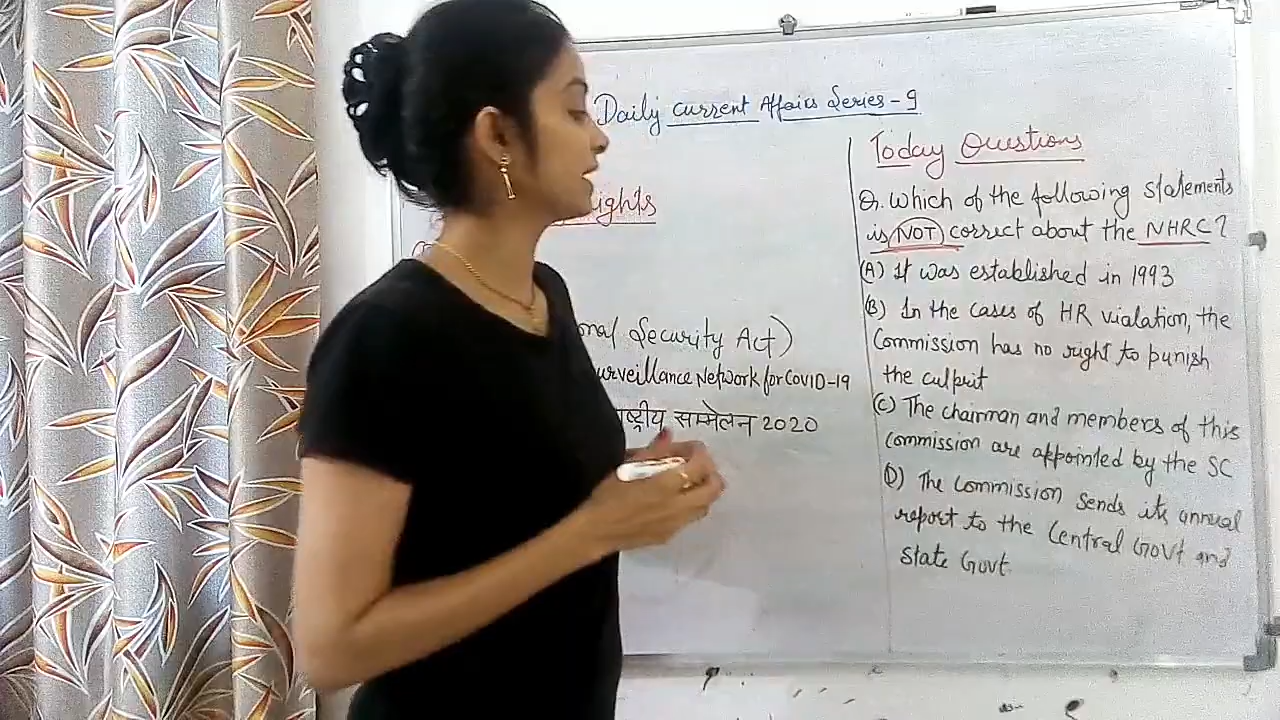 Daily Current Affairs Series - 9
ights
onal Security Act)
urveillance Network for COVID-19
ाष्ट्रीय सम्मेलन 2020
Today Questions
Q. Which of the following statements
is NOT correct about the NHRC?
(A) It was established in 1993
(B) In the cases of HR vialation, the
Commission has no right to punish
the culprit
(C) The chairman and members of this
Commission are appointed by the SC
(D) The Commission sends its annual
report to the Central Govt and
state Govt.